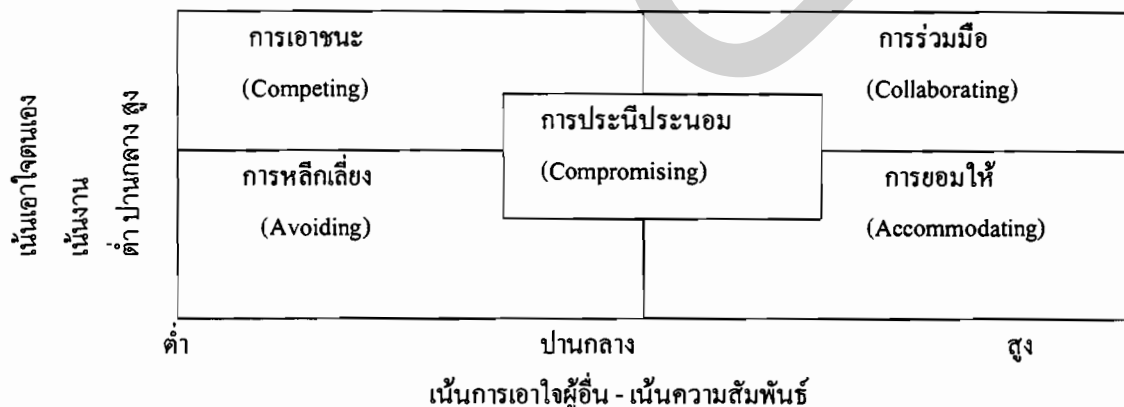 การเอาชนะ
(Competing)
การร่วมมือ
(Collaborating)
การประนีประนอม
(Compromising)
การหลีกเลี่ยง
(Avoiding)
การยอมให้
(Accommodating)
เน้นเอาใจตนเอง
เน้นงาน
ต่ำ ปานกลาง สูง
ต่ำ ปานกลาง สูง
เน้นการเอาใจผู้อื่น - เน้นความสัมพันธ์